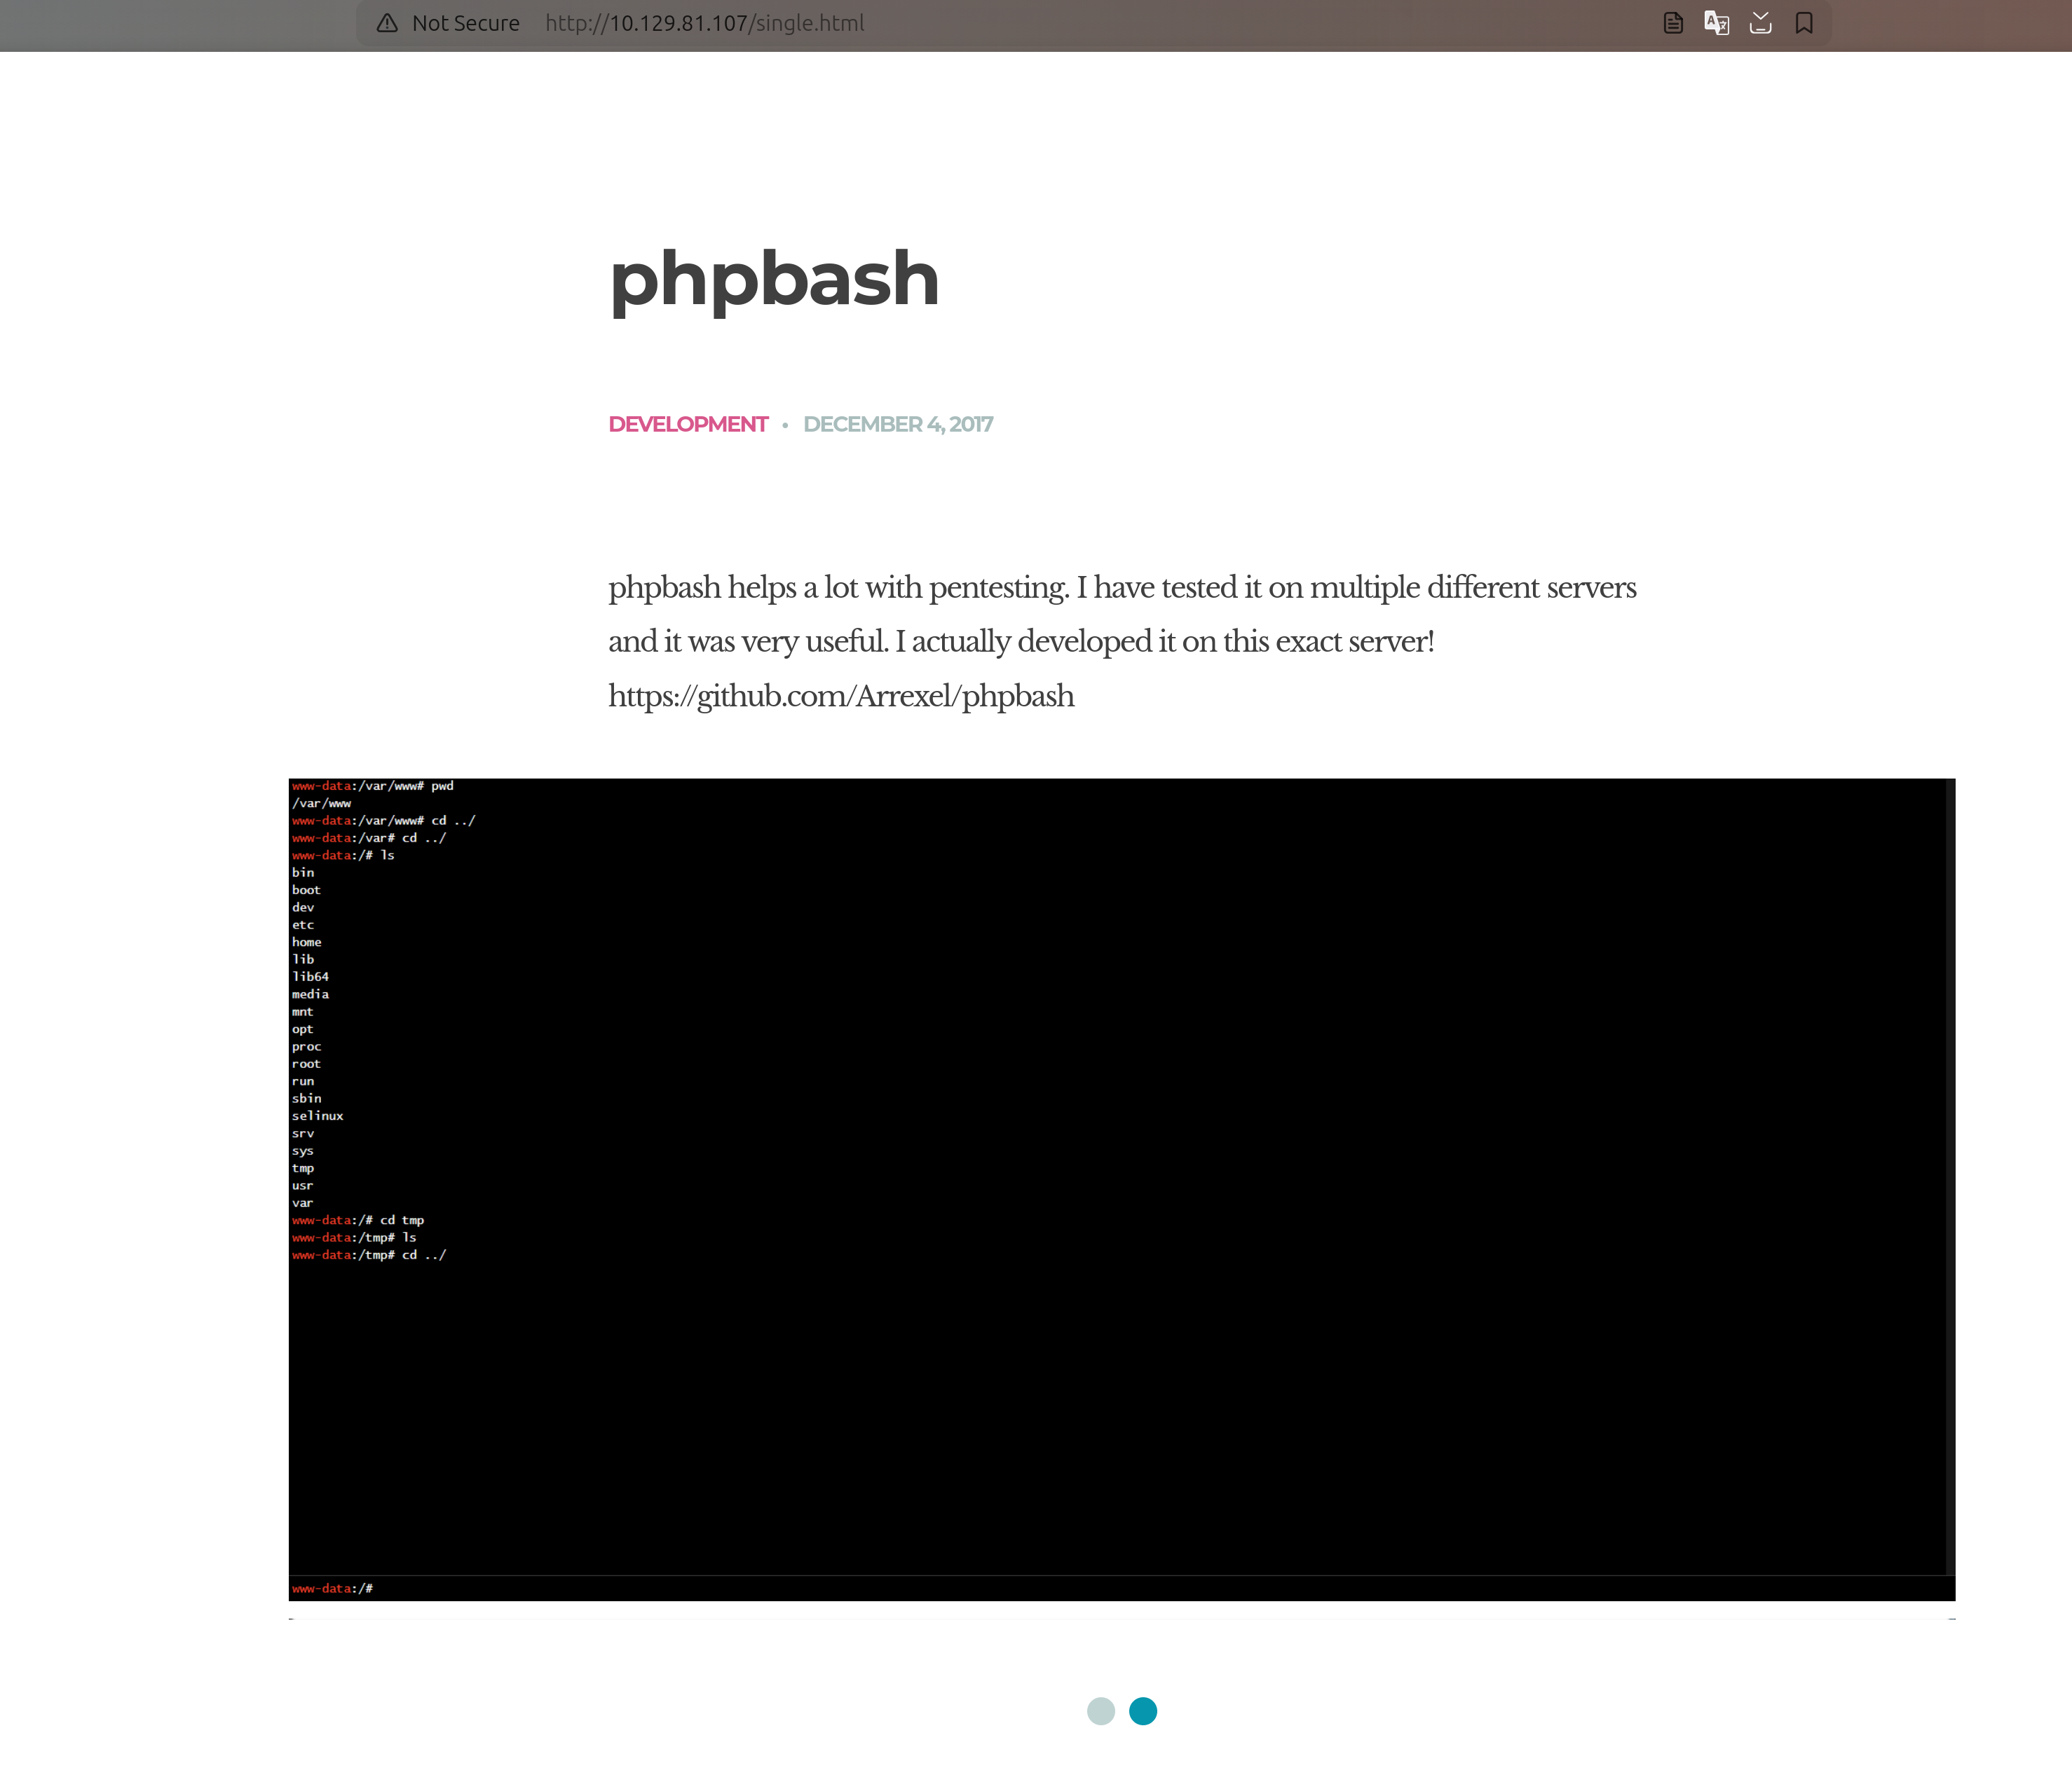 Not Secure http://10.129.81.107/single.html
phpbash
DEVELOPMENT • DECEMBER 4, 2017
phpbash helps a lot with pentesting. I have tested it on multiple different servers
and it was very useful. I actually developed it on this exact server!
https://github.com/Arrexel/phpbash
www-data:/var/www# pwd
/var/www
www-data:/var/www# cd ../
www-data:/var# cd ../
www-data:/# ls
bin
boot
dev
etc
home
lib
lib64
media
mnt
opt
proc
root
run
sbin
selinux
srv
sys
tmp
usr
var
www-data:/# cd tmp
www-data:/tmp# ls
www-data:/tmp# cd ../
www-data:/#